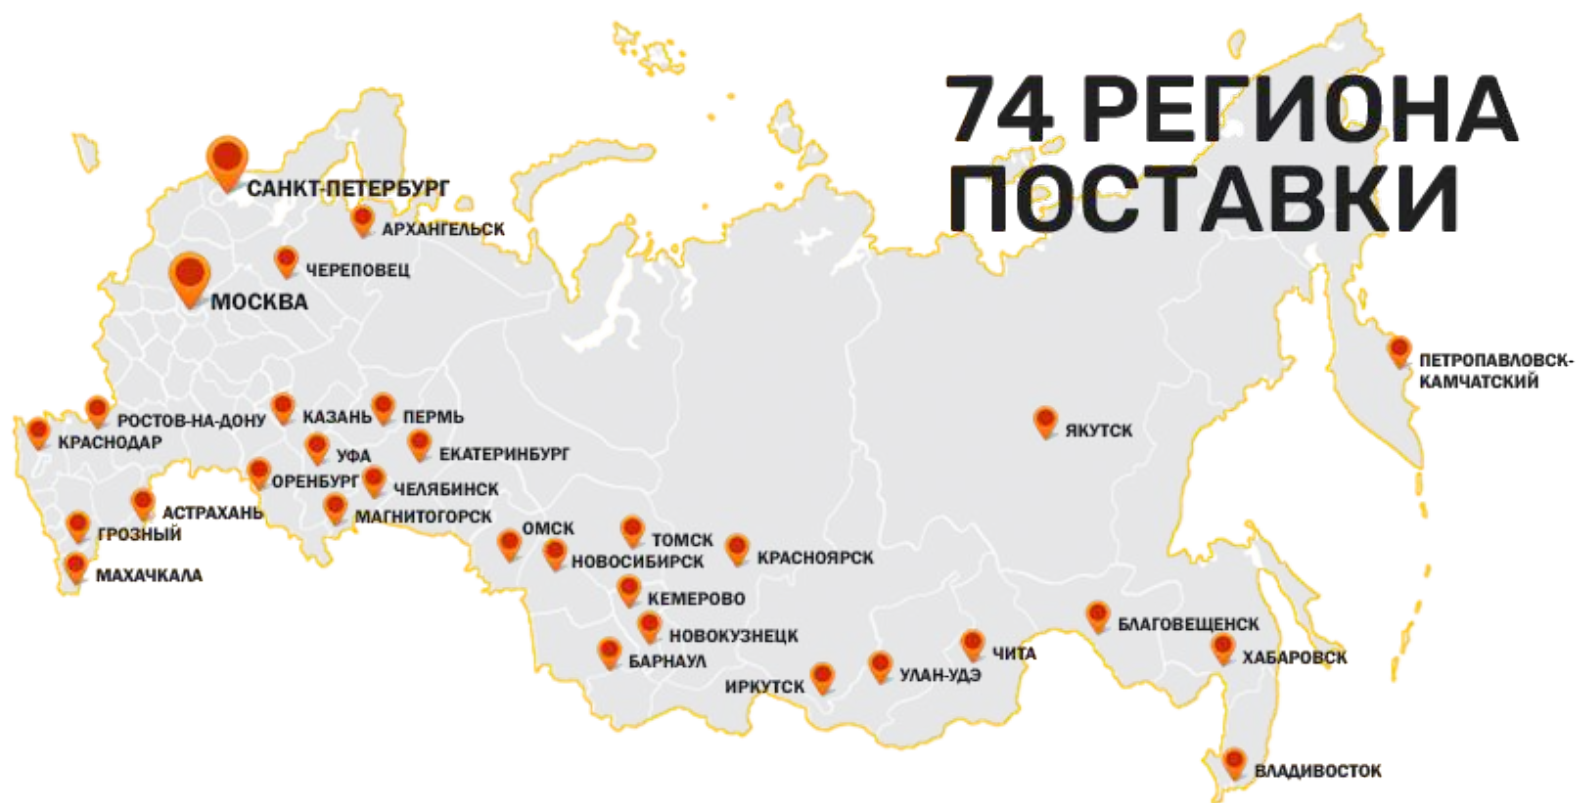 74 РЕГИОНА
ПОСТАВКИ
САНКТ-ПЕТЕРБУРГ
АРХАНГЕЛЬСК
ЧЕРЕПОВЕЦ
МОСКВА
ПЕТРОПАВЛОВСК-
КАМЧАТСКИЙ
РОСТОВ-НА-ДОНУ
КАЗАНЬ
ПЕРМЬ
ЯКУТСК
КРАСНОДАР
УФА
ЕКАТЕРИНБУРГ
ОРЕНБУРГ
ЧЕЛЯБИНСК
АСТРАХАНЬ
МАГНИТОГОРСК
ГРОЗНЫЙ
ОМСК
ТОМСК
НОВОСИБИРСК
КРАСНОЯРСК
МАХАЧКАЛА
КЕМЕРОВО
БЛАГОВЕЩЕНСК
НОВОКУЗНЕЦК
ЧИТА
ХАБАРОВСК
БАРНАУЛ
УЛАН-УДЭ
ИРКУТСК
ВЛАДИВОСТОК